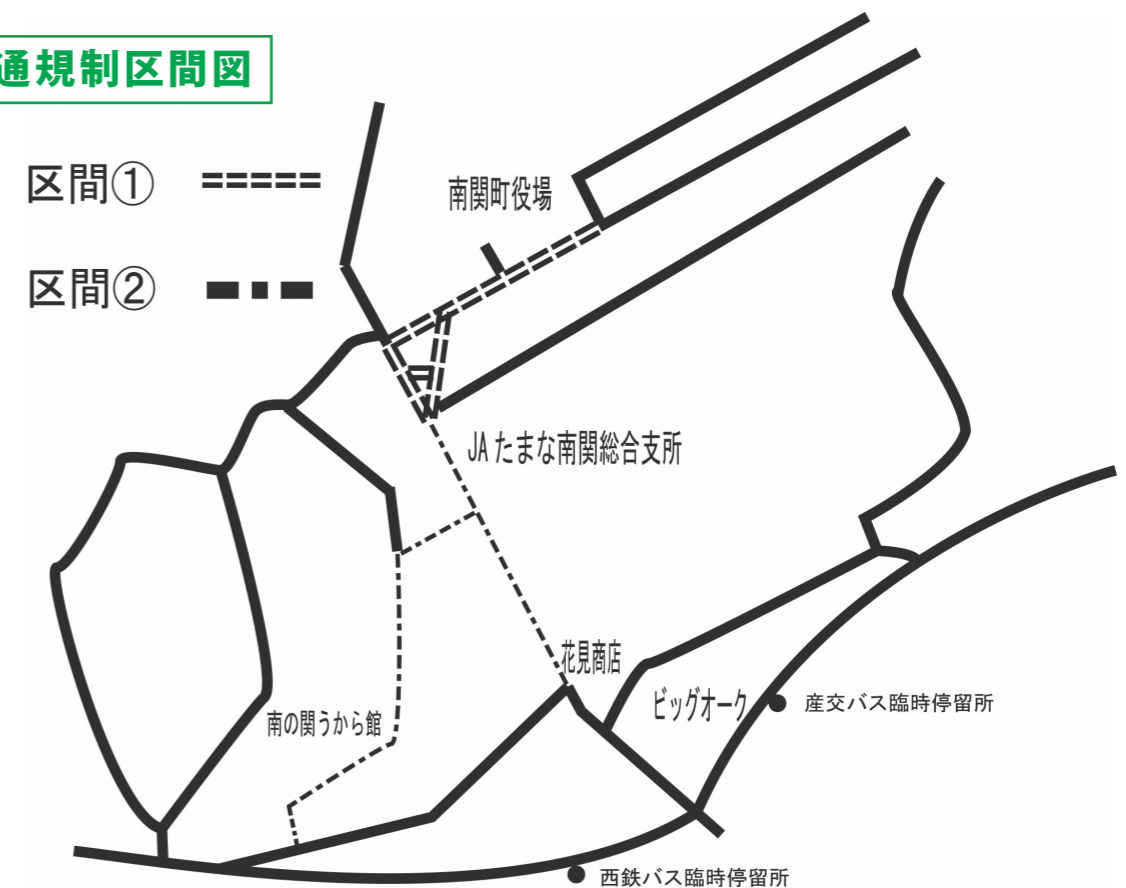 通規制区間図
区間①
区間②
南関町役場
JAたまな南関総合支所
花見商店
ビッグオーク
産交バス臨時停留所
南の関うから館
西鉄バス臨時停留所